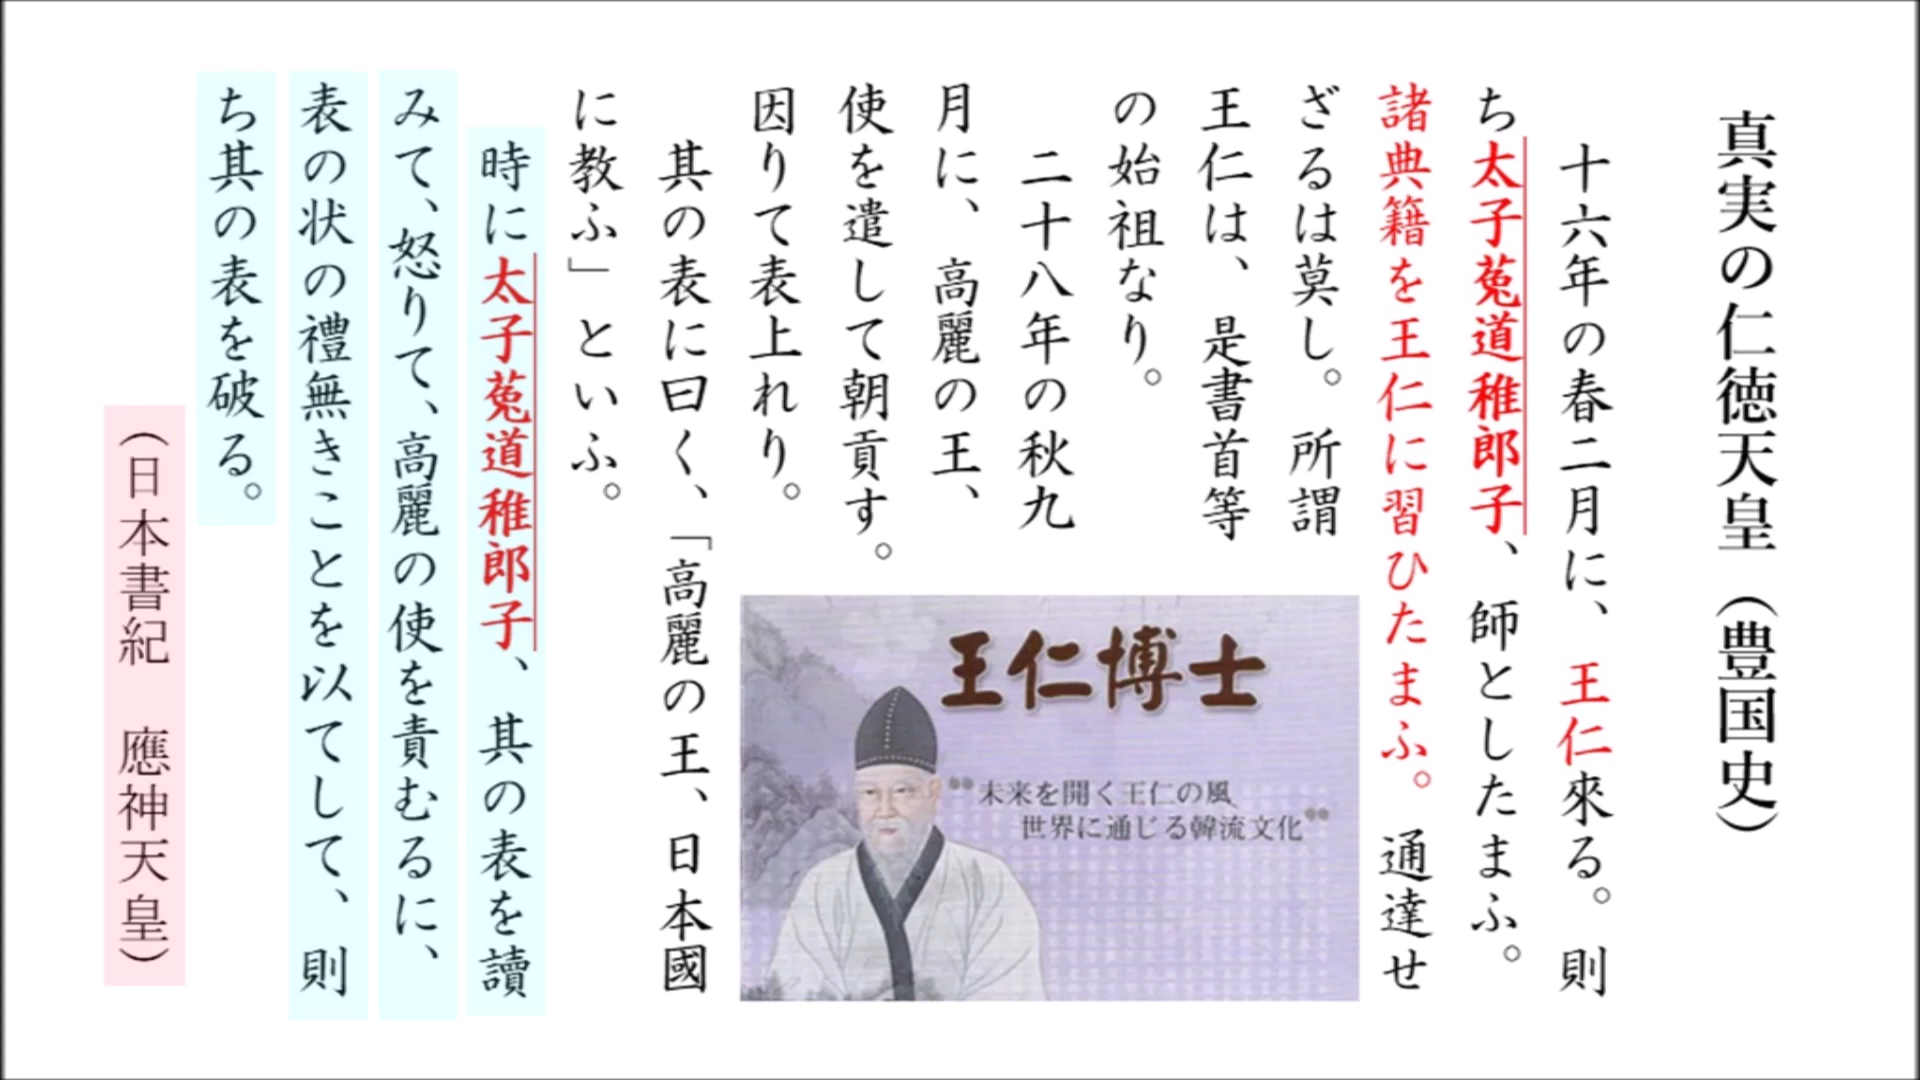 真実の仁徳天皇（豊国史）
十六年の春二月に、王仁來る。則
ち太子菟道稚郎子、師としたまふ。
諸典籍を王仁に習ひたまふ。通達せ
ざるは莫し。所謂
王仁は、是書首等
の始祖なり。
二十八年の秋九
月に、高麗の王、
使を遣して朝貢す。
因りて表上れり。
其の表に曰く、「高麗の王、日本國
に教ふ」といふ。
時に太子菟道稚郎子、其の表を讀
みて、怒りて、高麗の使を責むるに、
表の状の禮無きことを以てして、則
ち其の表を破る。
（日本書紀　應神天皇）
王仁博士
“未来を開く王仁の風
世界に通じる韓流文化”